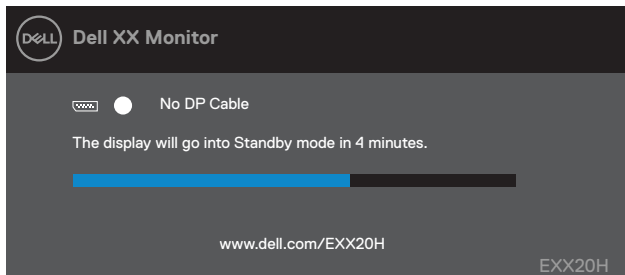 DELL Dell XX Monitor
No DP Cable
The display will go into Standby mode in 4 minutes.
www.dell.com/EXX20H
EXX20H